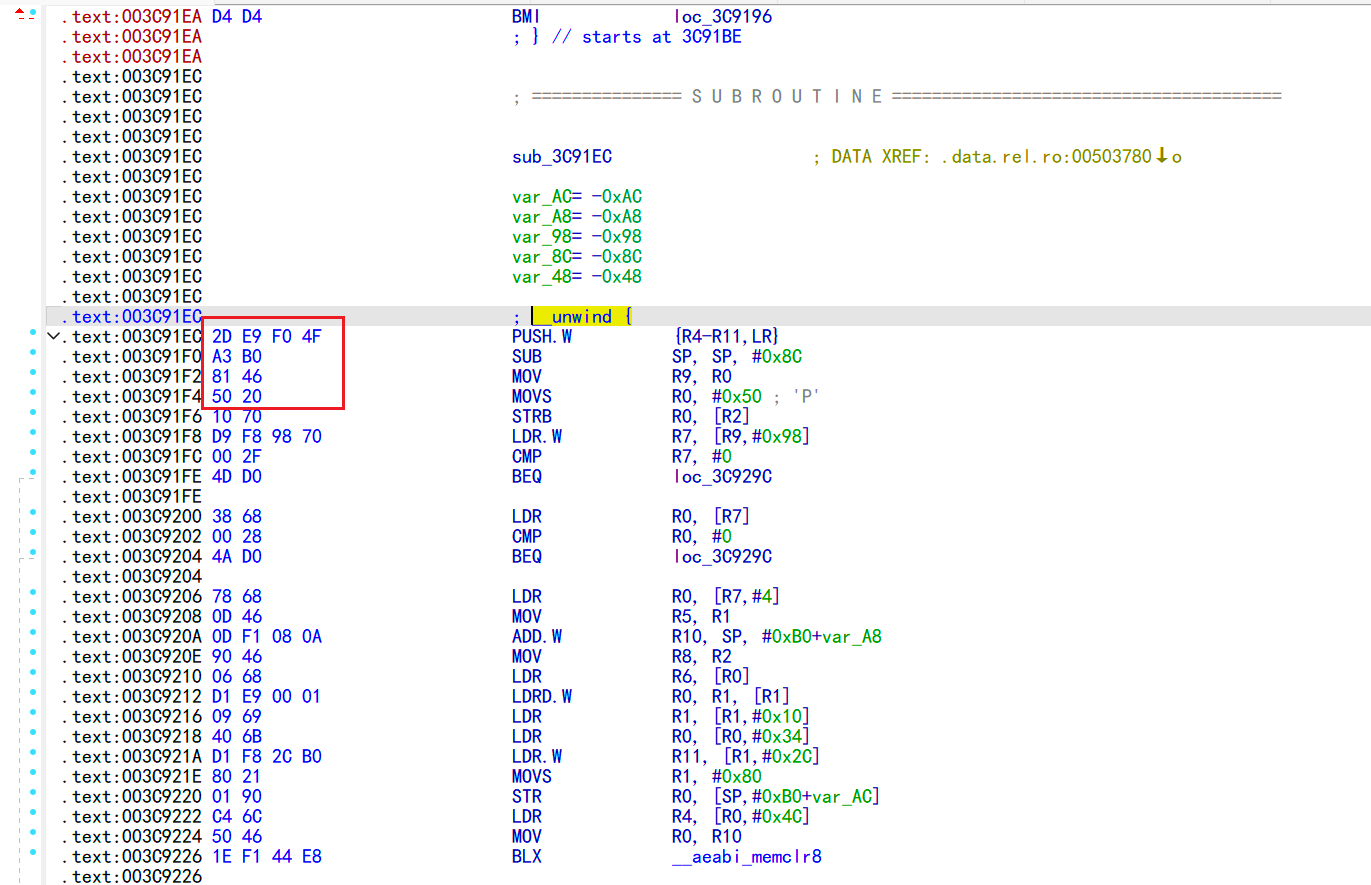 .text:003C91EA D4 D4 BMI loc_3C9196
.text:003C91EA ; } // starts at 3C91BE
.text:003C91EA
.text:003C91EC
.text:003C91EC ; =============== S U B R O U T I N E =======================================
.text:003C91EC
.text:003C91EC
.text:003C91EC sub_3C91EC ; DATA XREF: .data.rel.ro:00503780↓o
.text:003C91EC
.text:003C91EC var_AC= -0xAC
.text:003C91EC var_A8= -0xA8
.text:003C91EC var_98= -0x98
.text:003C91EC var_8C= -0x8C
.text:003C91EC var_48= -0x48
.text:003C91EC
.text:003C91EC ; __unwind {
.text:003C91EC 2D E9 F0 4F PUSH.W {R4-R11,LR}
.text:003C91F0 A3 B0 SUB SP, SP, #0x8C
.text:003C91F2 81 46 MOV R9, R0
.text:003C91F4 50 20 MOVS R0, #0x50 ; 'P'
.text:003C91F6 10 70 STRB R0, [R2]
.text:003C91F8 D9 F8 98 70 LDR.W R7, [R9,#0x98]
.text:003C91FC 00 2F CMP R7, #0
.text:003C91FE 4D D0 BEQ loc_3C929C
.text:003C91FE
.text:003C9200 38 68 LDR R0, [R7]
.text:003C9202 00 28 CMP R0, #0
.text:003C9204 4A D0 BEQ loc_3C929C
.text:003C9204
.text:003C9206 78 68 LDR R0, [R7,#4]
.text:003C9208 0D 46 MOV R5, R1
.text:003C920A 0D F1 08 0A ADD.W R10, SP, #0xB0+var_A8
.text:003C920E 90 46 MOV R8, R2
.text:003C9210 06 68 LDR R6, [R0]
.text:003C9212 D1 E9 00 01 LDRD.W R0, R1, [R1]
.text:003C9216 09 69 LDR R1, [R1,#0x10]
.text:003C9218 40 6B LDR R0, [R0,#0x34]
.text:003C921A D1 F8 2C B0 LDR.W R11, [R1,#0x2C]
.text:003C921E 80 21 MOVS R1, #0x80
.text:003C9220 01 90 STR R0, [SP,#0xB0+var_AC]
.text:003C9222 C4 6C LDR R4, [R0,#0x4C]
.text:003C9224 50 46 MOV R0, R10
.text:003C9226 1E F1 44 E8 BLX __aeabi_memclr8
.text:003C9226